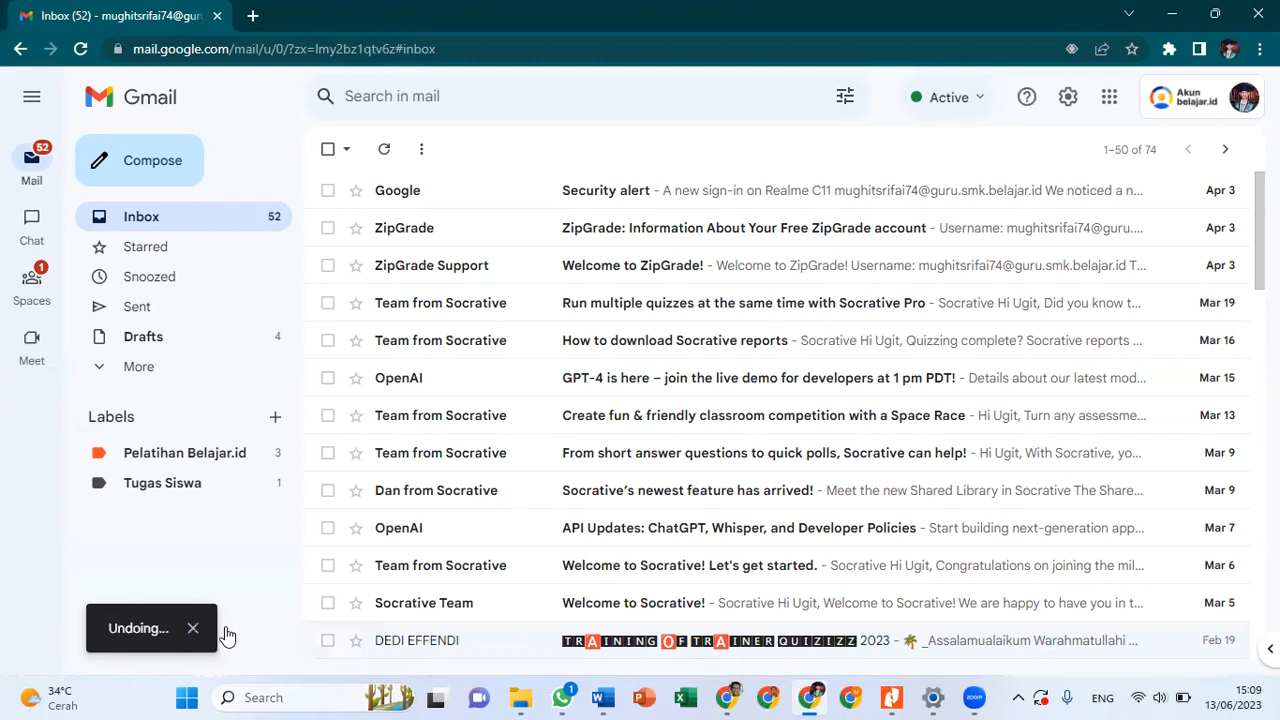 Inbox (52) - mughitsrifai74@gur
mail.google.com/mail/u/0/?zx=lmy2bz1qtv6z#inbox
Gmail
Search in mail
Active
Akun
belajar.id
52
Mail
Compose
1–50 of 74
Inbox 52
Google Security alert - A new sign-in on Realme C11 mughitsrifai74@guru.smk.belajar.id We noticed a n... Apr 3
Chat
Starred
ZipGrade ZipGrade: Information About Your Free ZipGrade account - Username: mughitsrifai74@guru.... Apr 3
1
Spaces
Snoozed
ZipGrade Support Welcome to ZipGrade! - Welcome to ZipGrade! Username: mughitsrifai74@guru.smk.belajar.id T... Apr 3
Sent
Team from Socrative Run multiple quizzes at the same time with Socrative Pro - Socrative Hi Ugit, Did you know t... Mar 19
Meet
Drafts 4
Team from Socrative How to download Socrative reports - Socrative Hi Ugit, Quizzing complete? Socrative reports ... Mar 16
More
OpenAI GPT-4 is here – join the live demo for developers at 1 pm PDT! - Details about our latest mod... Mar 15
Labels
Team from Socrative Create fun & friendly classroom competition with a Space Race - Hi Ugit, Turn any assessme... Mar 13
Pelatihan Belajar.id 3
Team from Socrative From short answer questions to quick polls, Socrative can help! - Hi Ugit, With Socrative, yo... Mar 9
Tugas Siswa 1
Dan from Socrative Socrative’s newest feature has arrived! - Meet the new Shared Library in Socrative The Share... Mar 9
OpenAI API Updates: ChatGPT, Whisper, and Developer Policies - Start building next-generation app... Mar 7
Team from Socrative Welcome to Socrative! Let's get started. - Socrative Hi Ugit, Congratulations on joining the mil... Mar 6
Socrative Team Welcome to Socrative! - Socrative Hi Ugit, Welcome to Socrative! We are happy to have you in t... Mar 5
Undoing...
DEDI EFFENDI TRAINING OF TRAINER QUIZIZZ 2023 - 🌴 _Assalamualaikum Warahmatullahi ... Feb 19
34°C
Cerah
Search
1
ENG
15:09
13/06/2023
zoom